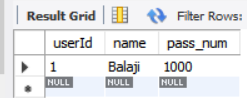 Result Grid Filter Rows:
userId name pass_num
1 Balaji 1000
NULL NULL NULL